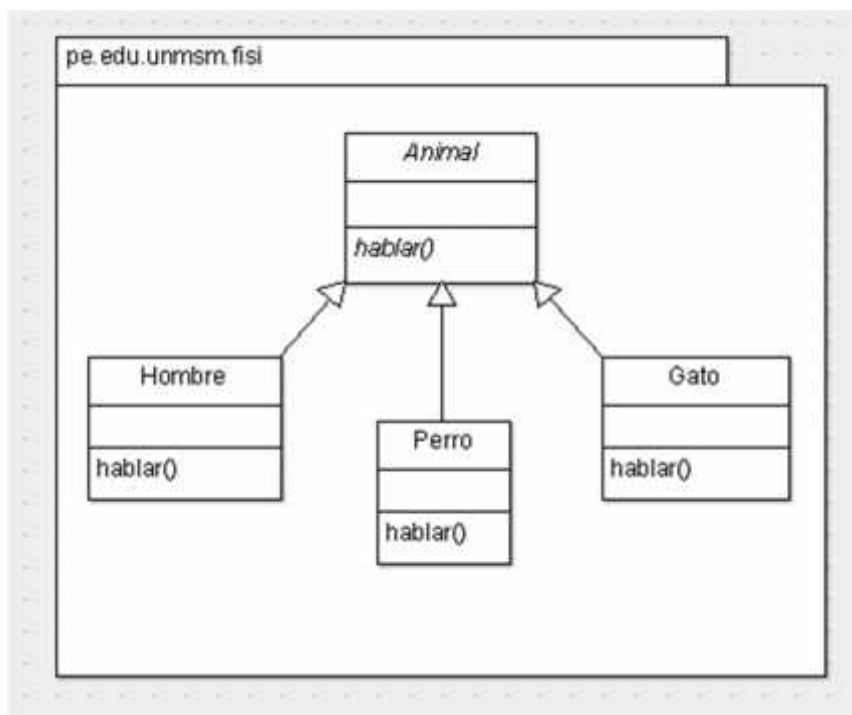 pe.edu.unmsm.fisi
Animal
hablar()
Hombre
hablar()
Perro
hablar()
Gato
hablar()